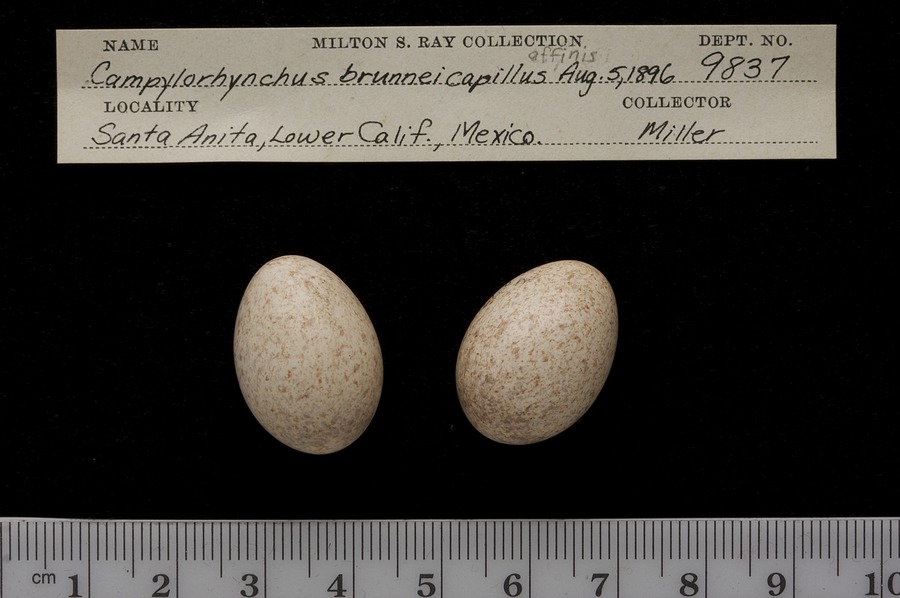 NAME MILTON S. RAY COLLECTION DEPT. NO.
affinis
Campylorhynchus brunneicapillus Aug. 5, 1896 9837
LOCALITY COLLECTOR
Santa Anita, Lower Calif., Mexico. Miller
cm 1 2 3 4 5 6 7 8 9 10